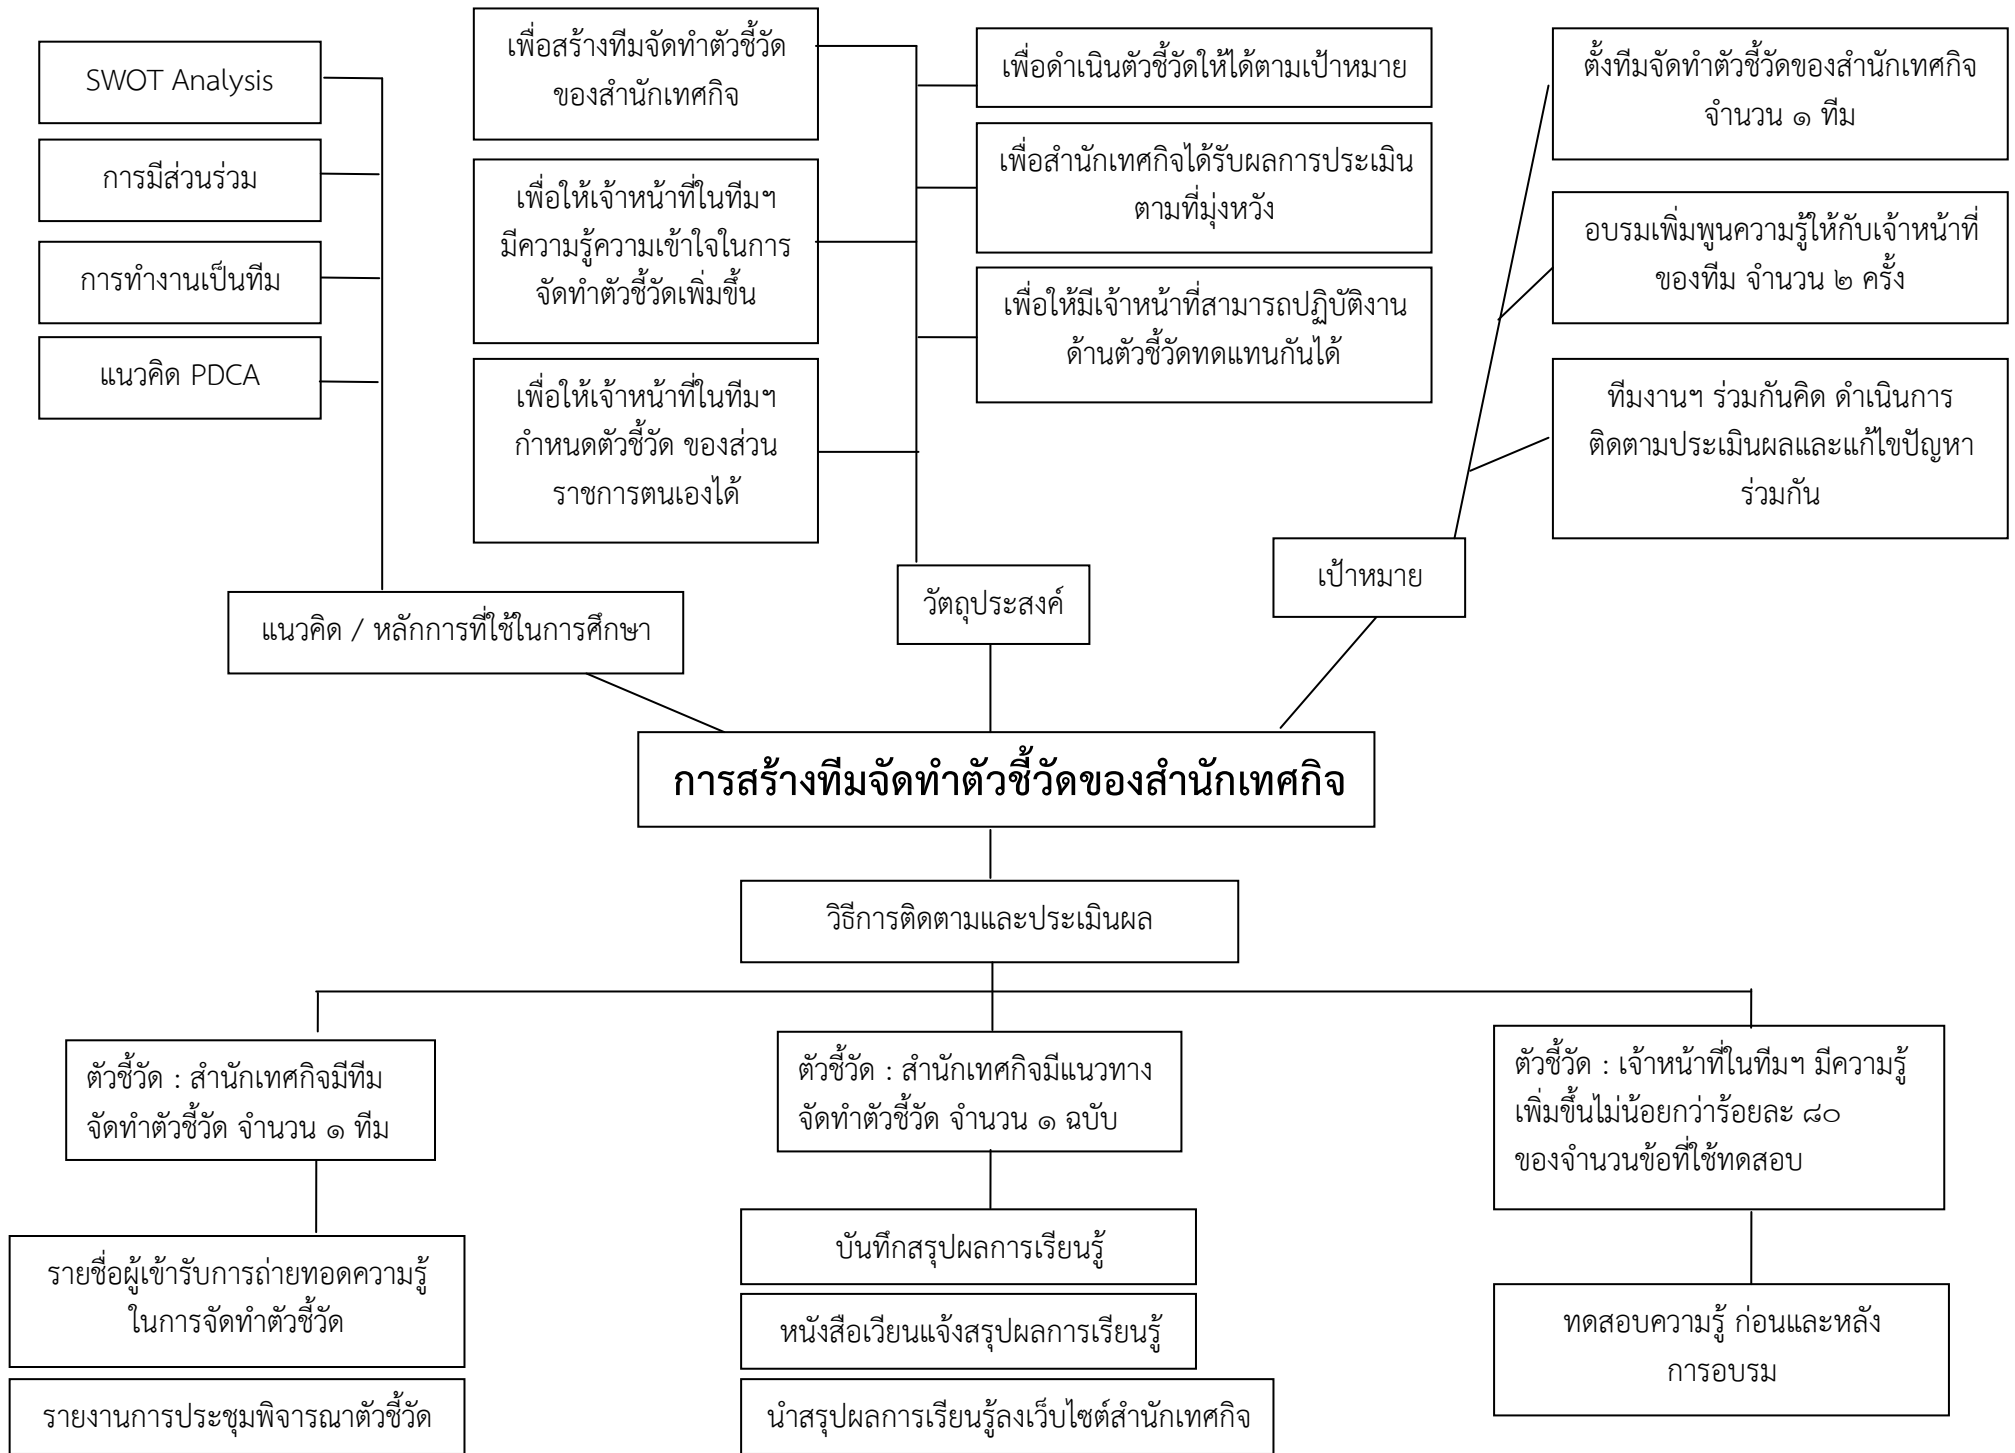 SWOT Analysis
การมีส่วนร่วม
การทำงานเป็นทีม
แนวคิด PDCA
แนวคิด / หลักการที่ใช้ในการศึกษา
เพื่อสร้างทีมจัดทำตัวชี้วัด
ของสำนักเทศกิจ
เพื่อให้เจ้าหน้าที่ในทีมฯ
มีความรู้ความเข้าใจในการ
จัดทำตัวชี้วัดเพิ่มขึ้น
เพื่อให้เจ้าหน้าที่ในทีมฯ
กำหนดตัวชี้วัด ของส่วน
ราชการตนเองได้
เพื่อดำเนินตัวชี้วัดให้ได้ตามเป้าหมาย
เพื่อสำนักเทศกิจได้รับผลการประเมิน
ตามที่มุ่งหวัง
เพื่อให้มีเจ้าหน้าที่สามารถปฏิบัติงาน
ด้านตัวชี้วัดทดแทนกันได้
วัตถุประสงค์
ตั้งทีมจัดทำตัวชี้วัดของสำนักเทศกิจ
จำนวน ๑ ทีม
อบรมเพิ่มพูนความรู้ให้กับเจ้าหน้าที่
ของทีม จำนวน ๒ ครั้ง
ทีมงานฯ ร่วมกันคิด ดำเนินการ
ติดตามประเมินผลและแก้ไขปัญหา
ร่วมกัน
เป้าหมาย
การสร้างทีมจัดทำตัวชี้วัดของสำนักเทศกิจ
วิธีการติดตามและประเมินผล
ตัวชี้วัด : สำนักเทศกิจมีทีม
จัดทำตัวชี้วัด จำนวน ๑ ทีม
รายชื่อผู้เข้ารับการถ่ายทอดความรู้
ในการจัดทำตัวชี้วัด
รายงานการประชุมพิจารณาตัวชี้วัด
ตัวชี้วัด : สำนักเทศกิจมีแนวทาง
จัดทำตัวชี้วัด จำนวน ๑ ฉบับ
บันทึกสรุปผลการเรียนรู้
หนังสือเวียนแจ้งสรุปผลการเรียนรู้
นำสรุปผลการเรียนรู้ลงเว็บไซต์สำนักเทศกิจ
ตัวชี้วัด : เจ้าหน้าที่ในทีมฯ มีความรู้
เพิ่มขึ้นไม่น้อยกว่าร้อยละ ๘๐
ของจำนวนข้อที่ใช้ทดสอบ
ทดสอบความรู้ ก่อนและหลัง
การอบรม